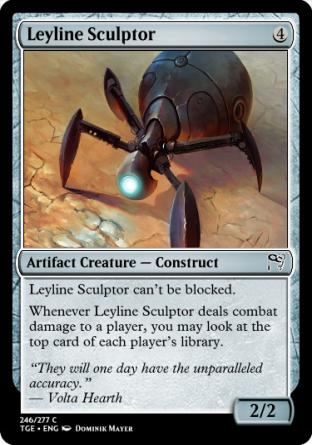 Leyline Sculptor 4
Artifact Creature — Construct
Leyline Sculptor can't be blocked.
Whenever Leyline Sculptor deals combat
damage to a player, you may look at the
top card of each player's library.
"They will one day have the unparalleled
accuracy."
— Volta Hearth
246/277 C
TGE • ENG DOMINIK MAYER
2/2